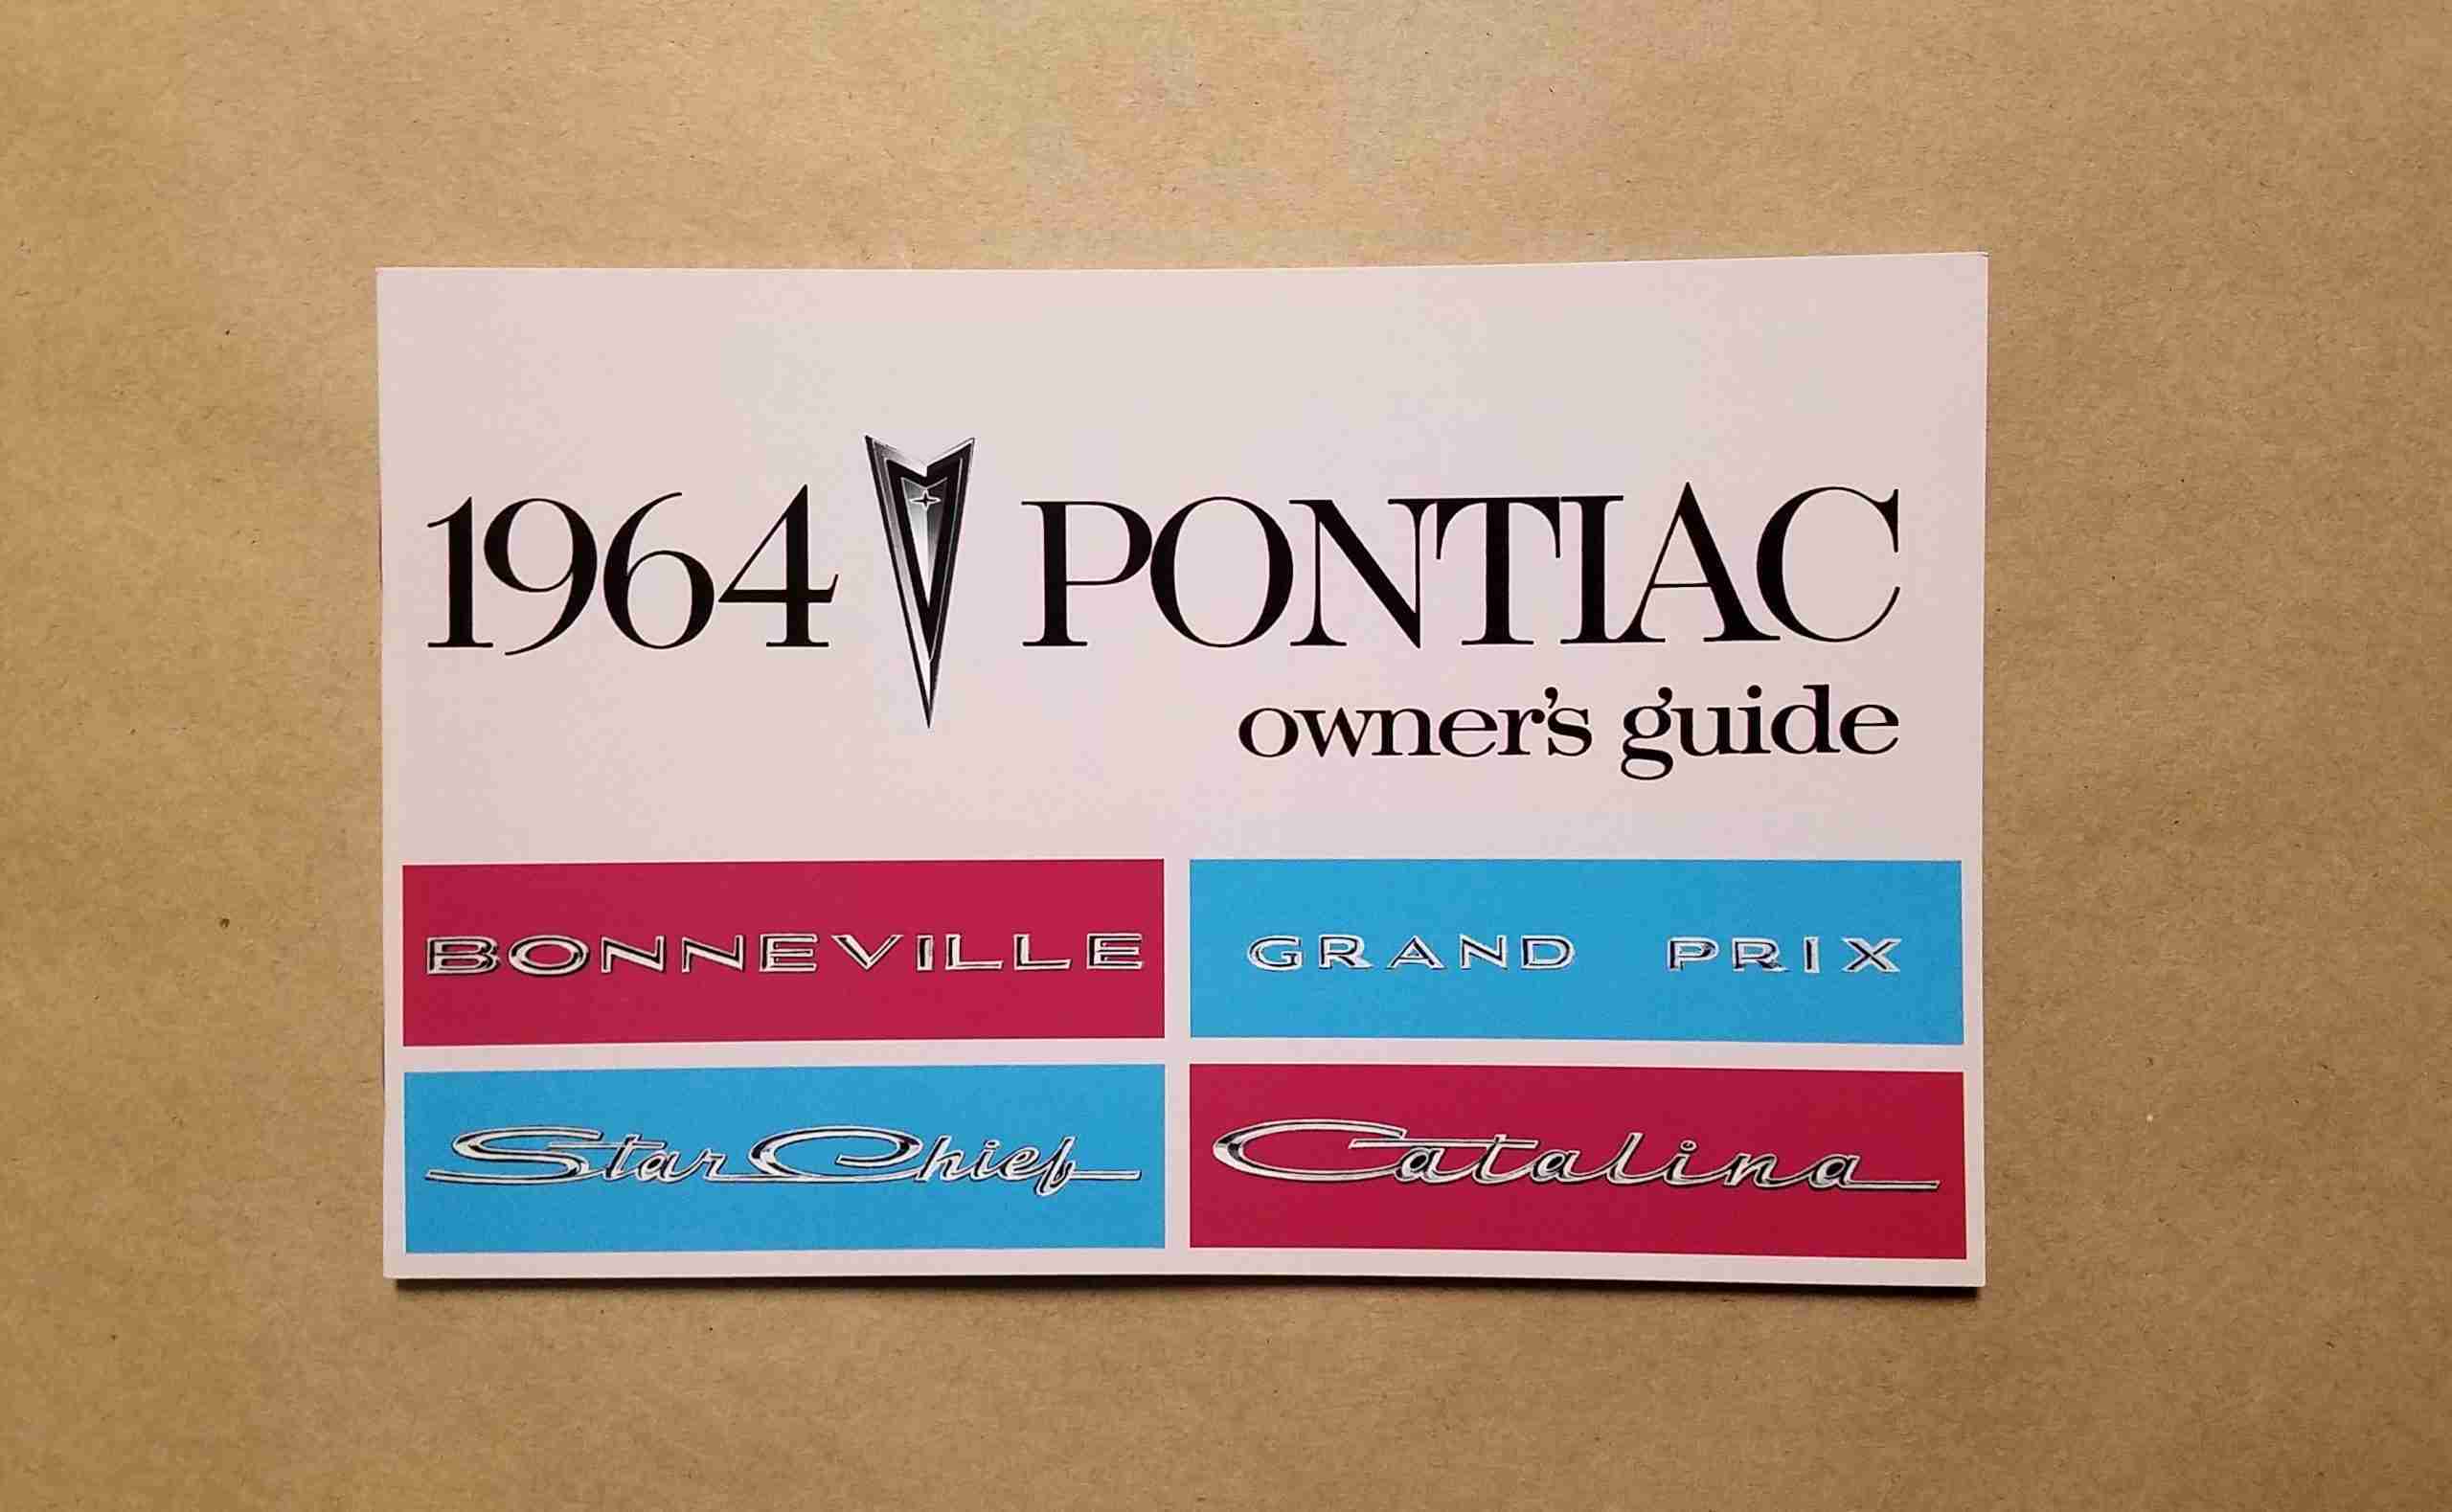 1964 PONTIAC
owner's guide
BONNEVILLE
GRAND PRIX
Star Chief
Catalina